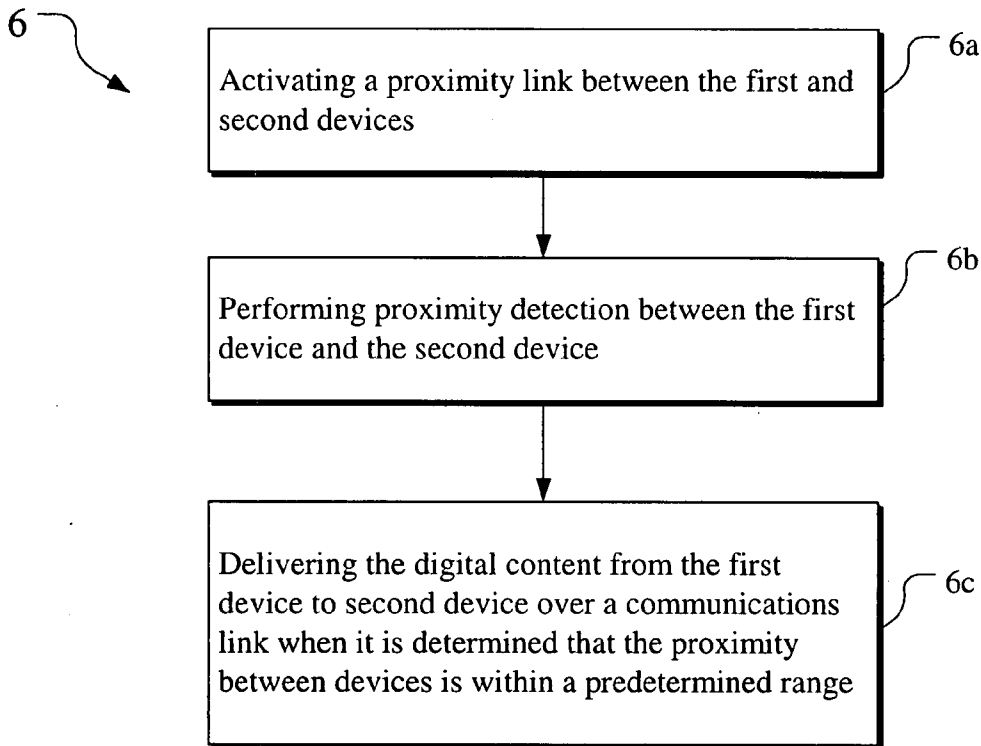 6
6a
Activating a proximity link between the first and
second devices
6b
Performing proximity detection between the first
device and the second device
6c
Delivering the digital content from the first
device to second device over a communications
link when it is determined that the proximity
between devices is within a predetermined range